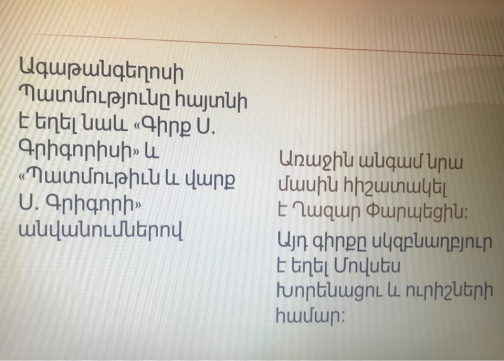 Ագաթանգեղոսի
Պատմությունը հայտնի
է եղել նաև «Գիրք Ս.
Գրիգորիսի» և
«Պատմութիւն և վարք
Ս. Գրիգորի»
անվանումներով
Առաջին անգամ նրա
մասին հիշատակել
է Ղազար Փարպեցին:
Այդ գիրքը սկզբնաղբյուր
է եղել Մովսես
Խորենացու և ուրիշների
համար: